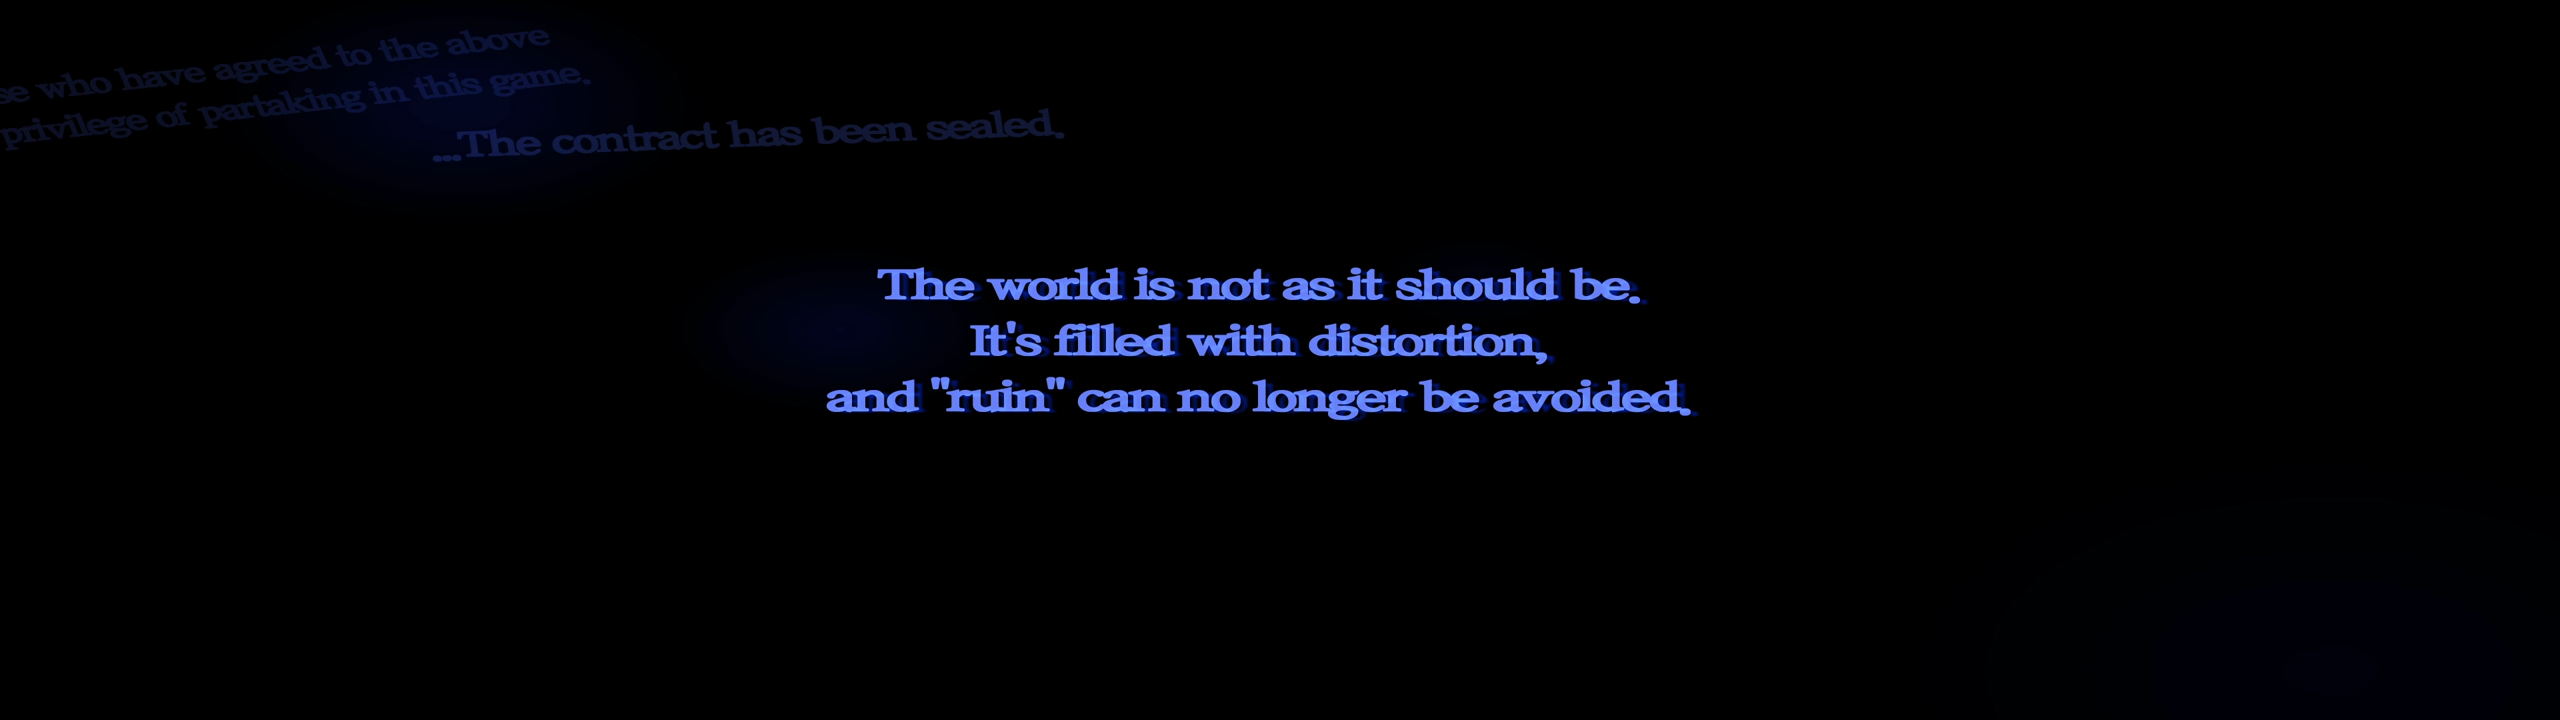 se who have agreed to the above
privilege of partaking in this game.
...The contract has been sealed.
The world is not as it should be.
It's filled with distortion,
and "ruin" can no longer be avoided.